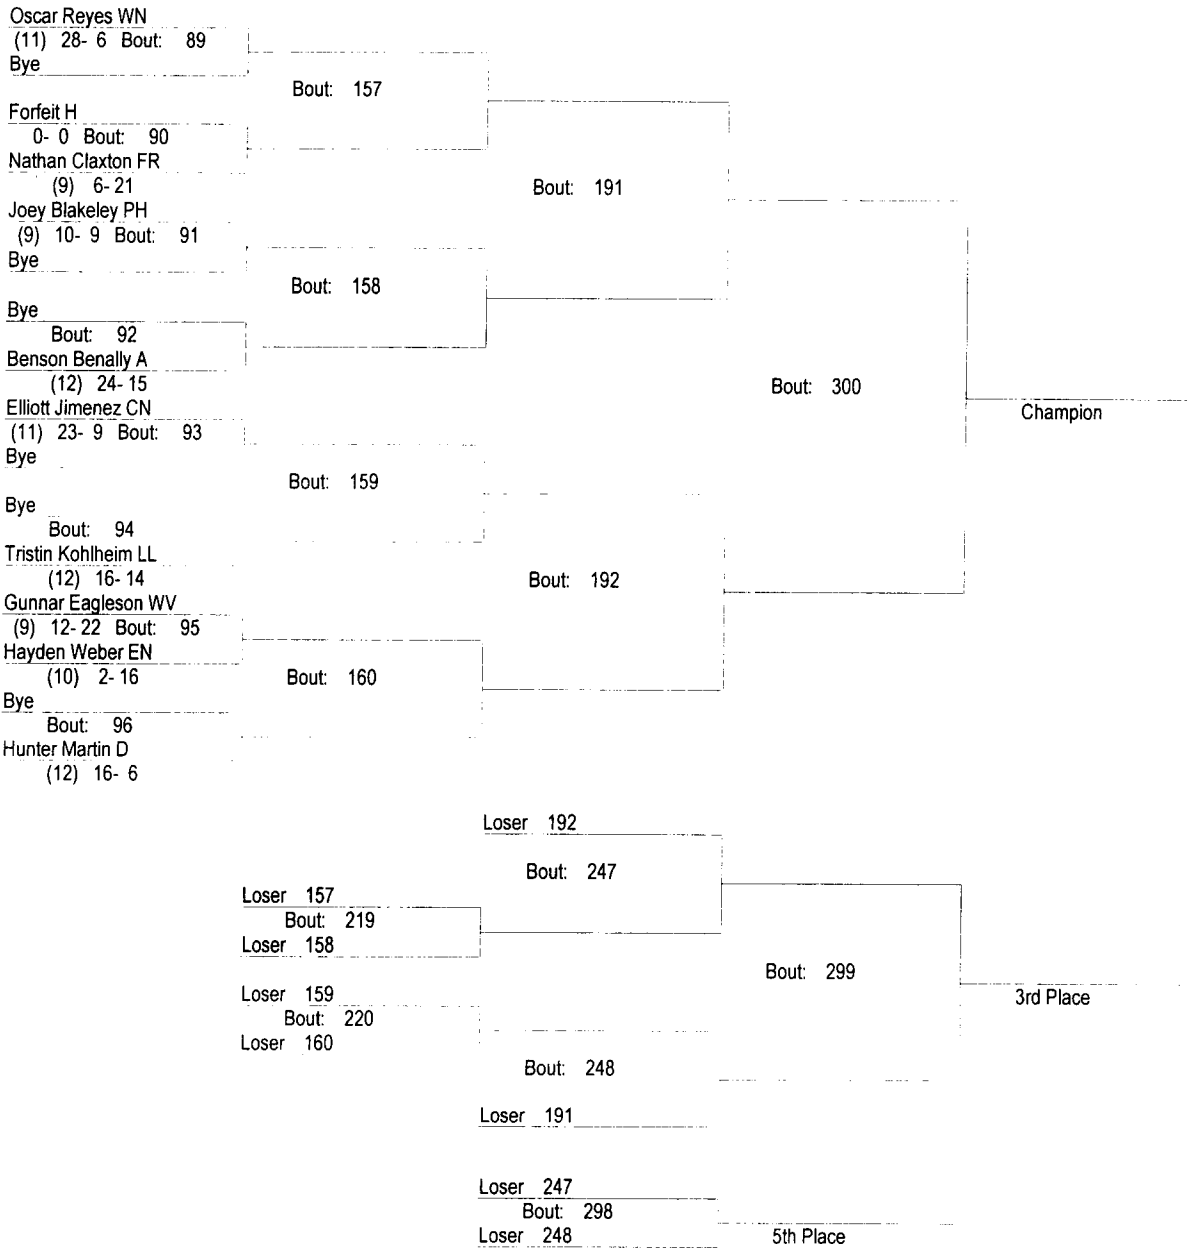 Oscar Reyes WN
(11) 28- 6 Bout: 89
Bye
Bout: 157
Forfeit H
0- 0 Bout: 90
Nathan Claxton FR
(9) 6-21
Bout: 191
Joey Blakeley PH
(9) 10- 9 Bout: 91
Bye
Bout: 158
Bye
Bout: 92
Benson Benally A
(12) 24-15
Bout: 300
Champion
Elliott Jimenez CN
(11) 23- 9 Bout: 93
Bye
Bout: 159
Bye
Bout: 94
Tristin Kohlheim LL
(12) 16-14
Bout: 192
Gunnar Eagleson WV
(9) 12-22 Bout: 95
Hayden Weber EN
(10) 2-16
Bout: 160
Bye
Bout: 96
Hunter Martin D
(12) 16- 6
Loser 192
Bout: 247
Loser 157
Bout: 219
Loser 158
Bout: 299
3rd Place
Loser 159
Bout: 220
Loser 160
Bout: 248
Loser 191
Loser 247
Bout: 298
Loser 248
5th Place